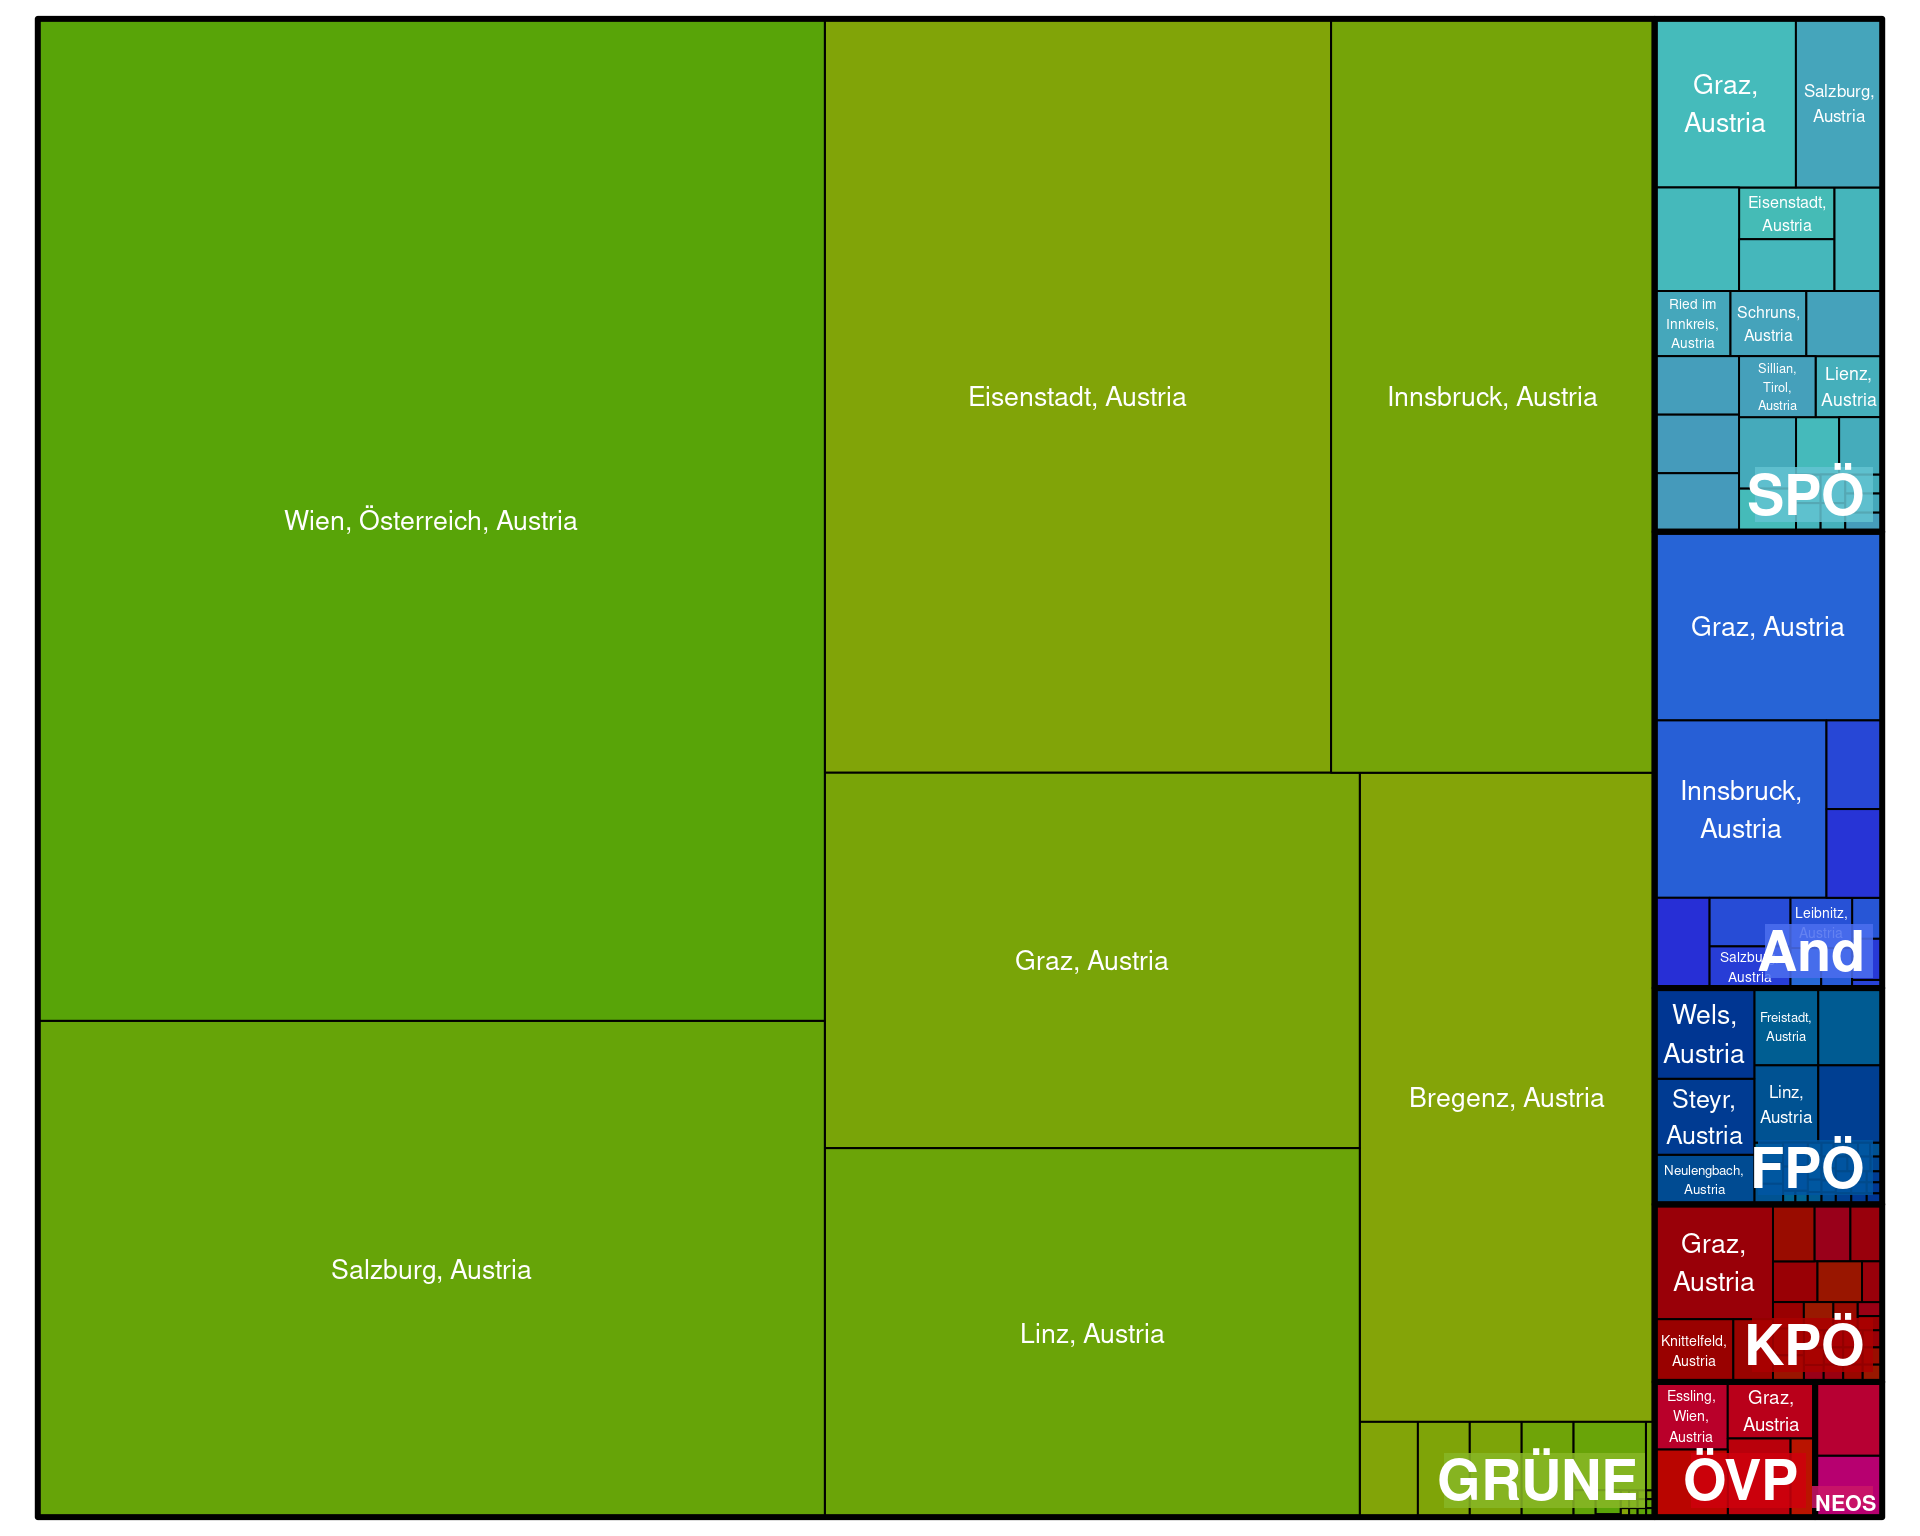 Wien, Österreich, Austria
Salzburg, Austria
Eisenstadt, Austria
Innsbruck, Austria
Graz, Austria
Linz, Austria
Bregenz, Austria
GRÜNE
Graz,
Austria
Salzburg,
Austria
Eisenstadt,
Austria
Ried im
Innkreis,
Austria
Schruns,
Austria
Sillian,
Tirol,
Austria
Lienz,
Austria
SPÖ
Graz, Austria
Innsbruck,
Austria
Leibnitz,
Austria
Salzbu
Austria
And
Wels,
Austria
Freistadt,
Austria
Steyr,
Austria
Linz,
Austria
Neulengbach,
Austria
FPÖ
Graz,
Austria
Knittelfeld,
Austria
KPÖ
Essling,
Wien,
Austria
Graz,
Austria
ÖVP
NEOS